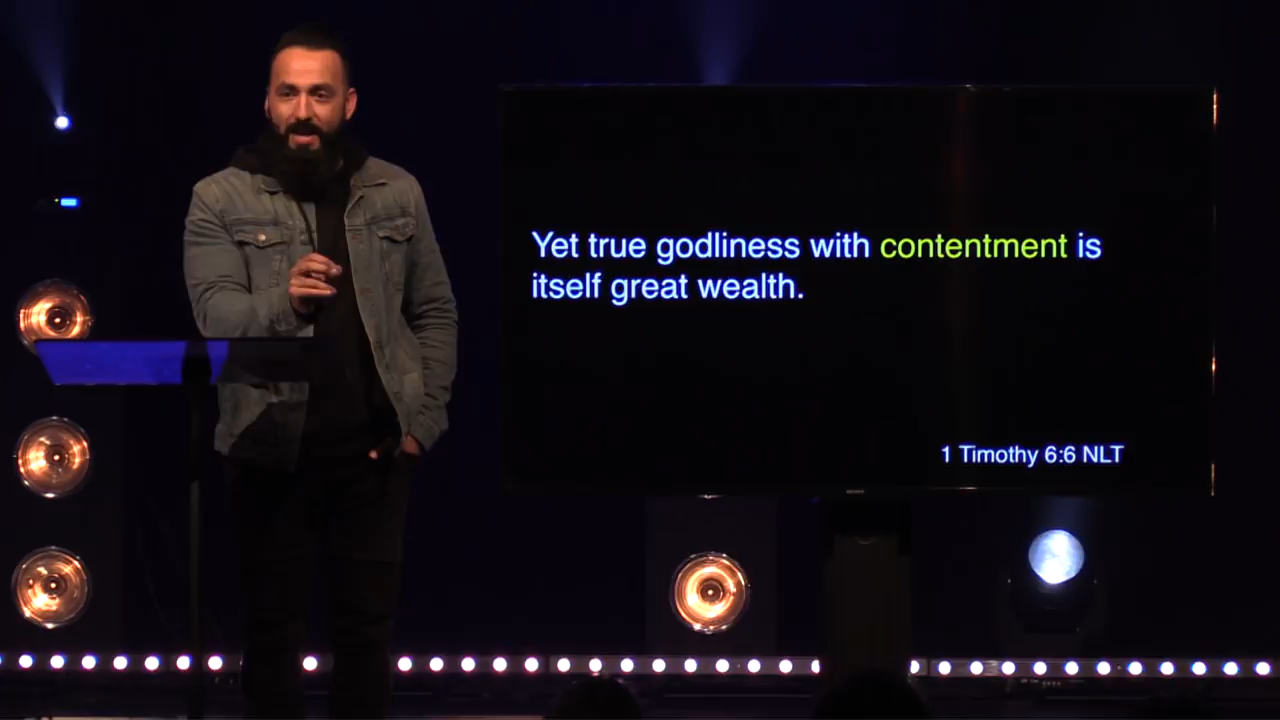 Yet true godliness with contentment is
itself great wealth.
1 Timothy 6:6 NLT